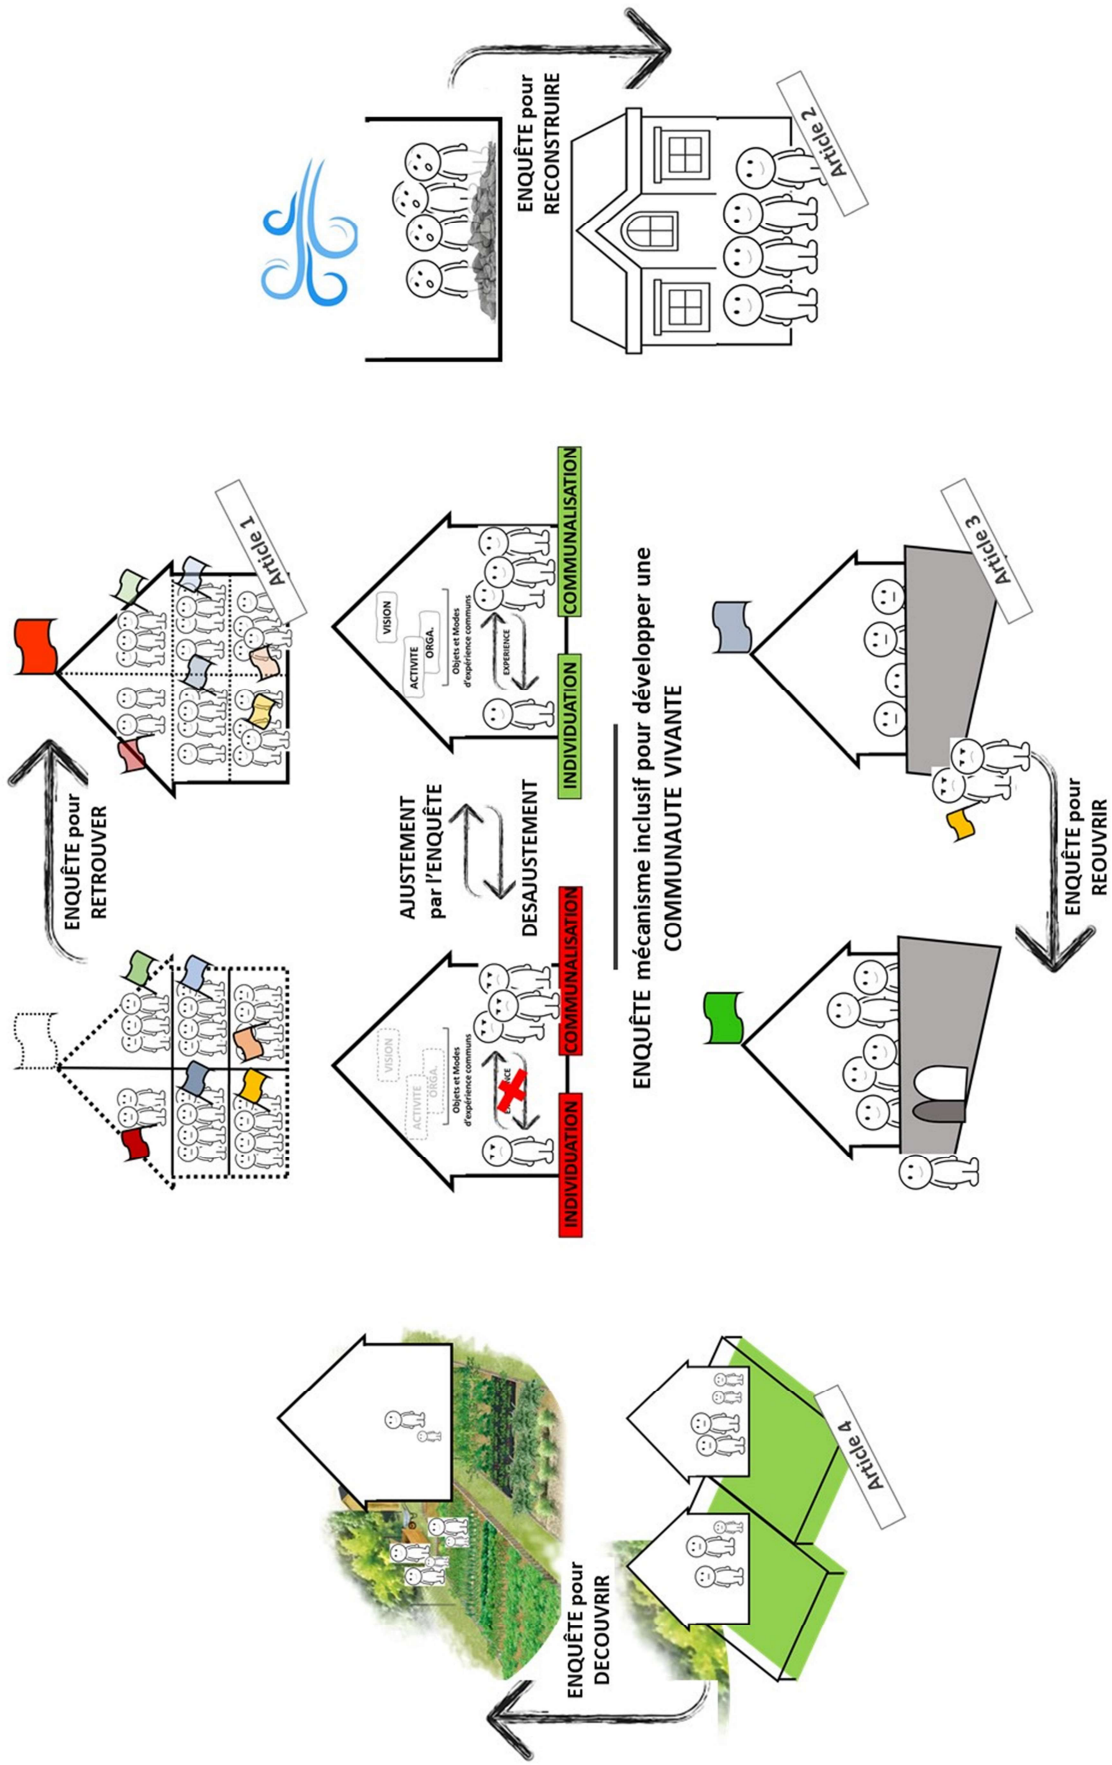 ENQUÊTE pour
RETROUVER
Article 1
VISION
ACTIVITE
ORGA.
Objets et Modes
d'expérience communs
INDIVIDUATION
COMMUNALISATION
AJUSTEMENT
par l'ENQUÊTE
DESAJUSTEMENT
VISION
ACTIVITE
ORGA.
Objets et Modes
d'expérience communs
EXPERIENCE
INDIVIDUATION
COMMUNALISATION
ENQUÊTE pour
RECONSTRUIRE
Article 2
ENQUÊTE pour
DECOUVRIR
Article 4
ENQUÊTE mécanisme inclusif pour développer une
COMMUNAUTE VIVANTE
Article 3
ENQUÊTE pour
REOUVRIR